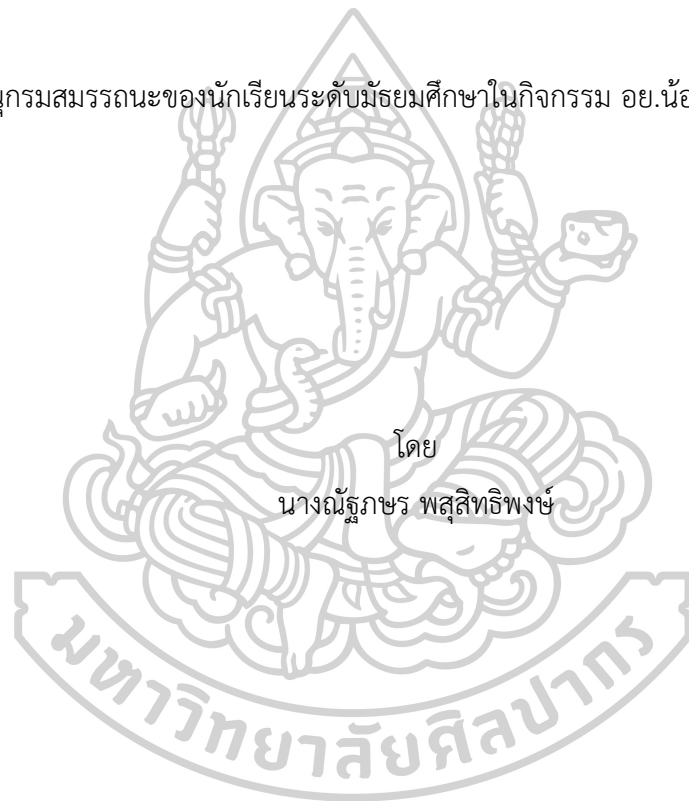 นุกรมสมรรถนะของนักเรียนระดับมัธยมศึกษาในกิจกรรม อย.น้อ
โดย
นางณัฐภษร พสุสิทธิพงษ์
มหาวิทยาลัยศิลปากร